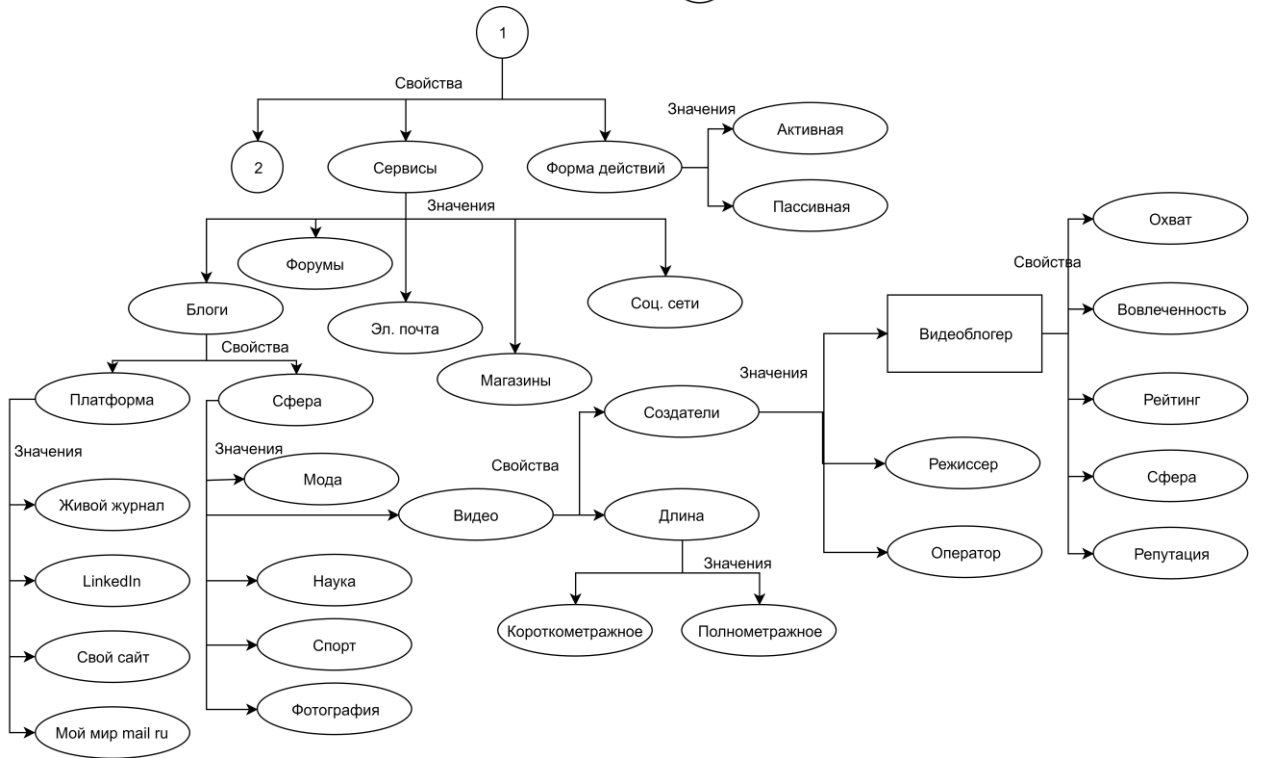 1
Свойства
2
Сервисы
Форма действий
Значения
Активная
Пассивная
Значения
Блоги
Форумы
Эл. почта
Магазины
Соц. сети
Свойства
Платформа
Сфера
Значения
Живой журнал
LinkedIn
Свой сайт
Мой мир mail ru
Значения
Мода
Видео
Наука
Спорт
Фотография
Свойства
Создатели
Длина
Значения
Короткометражное
Полнометражное
Значения
Видеоблогер
Режиссер
Оператор
Свойства
Охват
Вовлеченность
Рейтинг
Сфера
Репутация